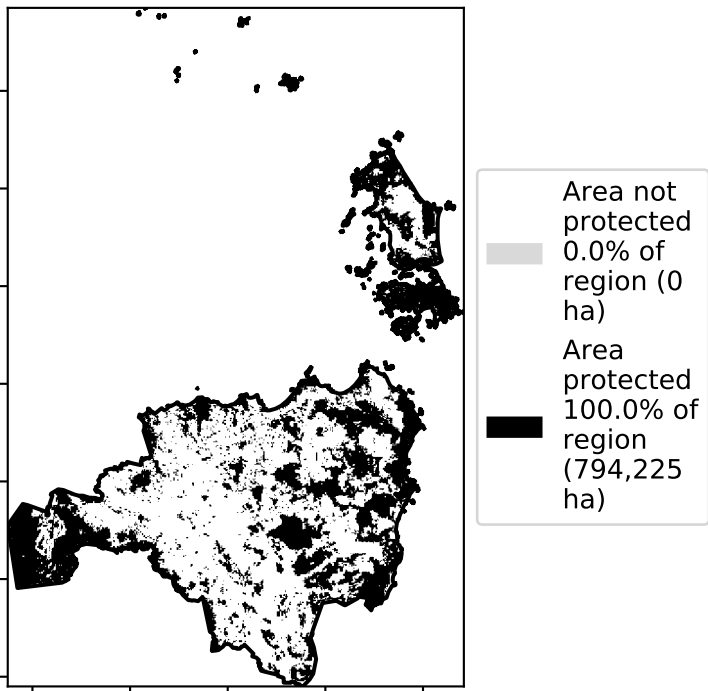 Area not
protected
0.0% of
region (0
ha)
Area
protected
100.0% of
region
(794,225
ha)